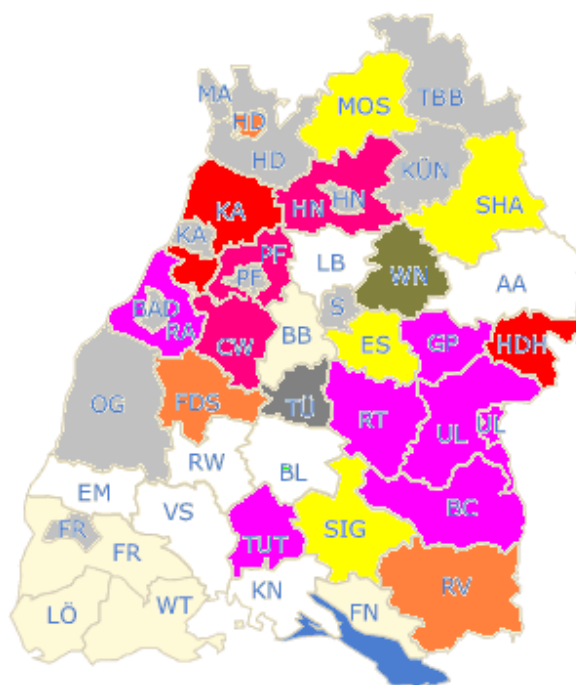 MA
HD
HD
MOS
TBB
KÜN
HN
HN
SHA
KA
KA
PF
PF
LB
WN
AA
BAD
RA
CW
BB
S
ES
GP
HDH
OG
FDS
TÜ
RT
UL
UL
RW
BL
EM
VS
TUT
SIG
BC
FR
FR
KN
FN
RV
LÖ
WT